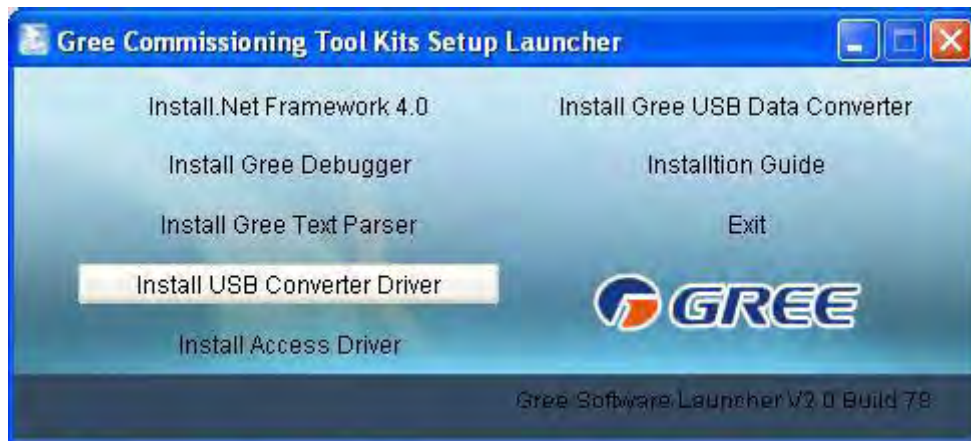 Gree Commissioning Tool Kits Setup Launcher
Install.Net Framework 4.0
Install Gree Debugger
Install Gree Text Parser
Install USB Converter Driver
Install Access Driver
Install Gree USB Data Converter
Installtion Guide
Exit
GREE
Gree Software Launcher V2.0 Build 78